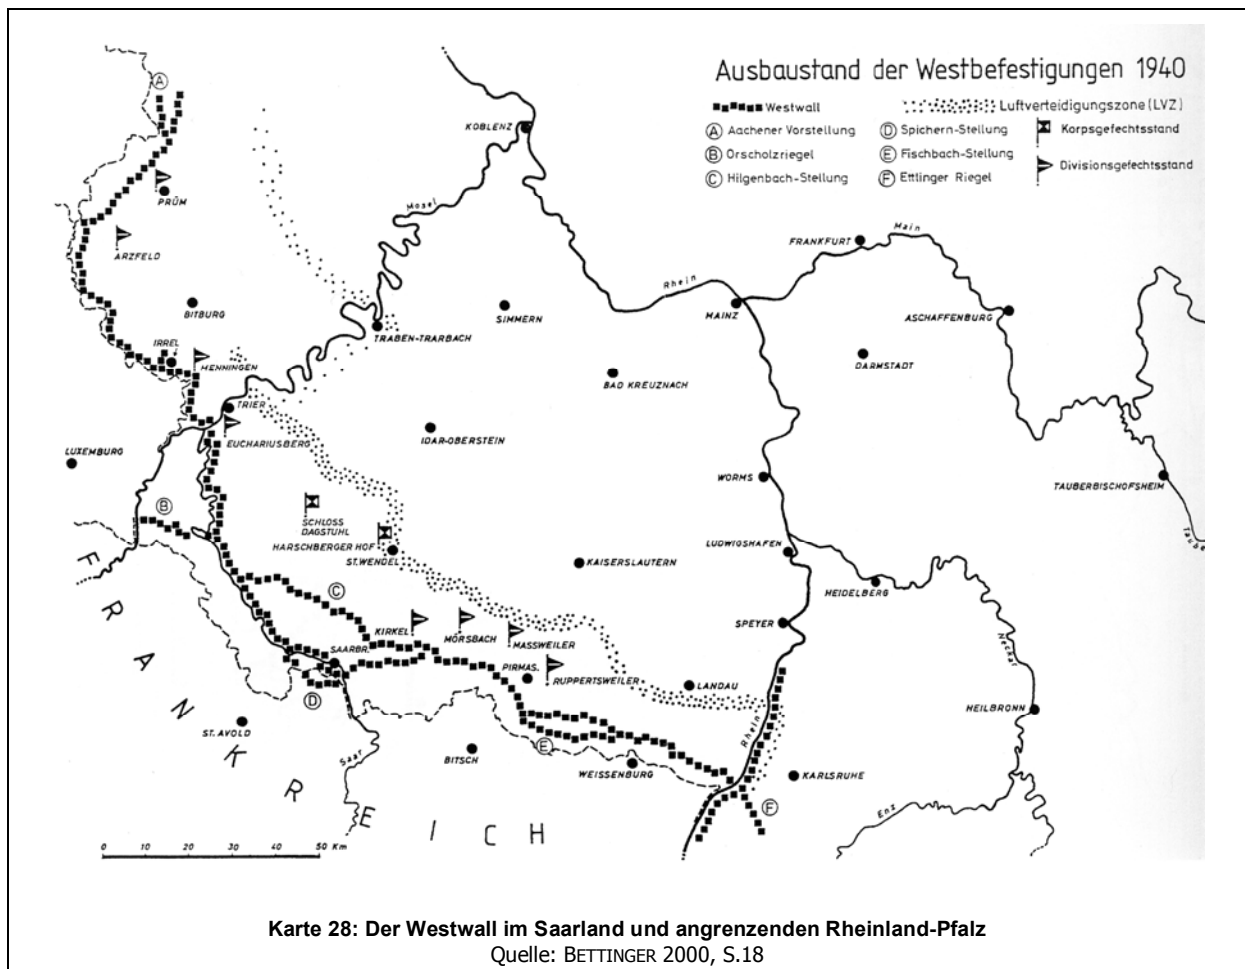 Ausbaustand der Westbefestigungen 1940
Westwall
Luftverteidigungszone (LVZ)
A Aachener Vorstellung
D Spichern-Stellung
Korpsgefechtsstand
B Orscholzriegel
E Fischbach-Stellung
C Hilgenbach-Stellung
F Ettlinger Riegel
Divisionsgefechtsstand
A
KOBLENZ
PRÜM
Mosel
ARZFELD
FRANKFURT
Main
Rhein
BITBURG
SIMMERN
MAINZ
ASCHAFFENBURG
TRABEN-TRARBACH
IRREL
MENNINGEN
DARMSTADT
BAD KREUZNACH
TRIER
EUCHARIUSBERG
IDAR-OBERSTEIN
LUXEMBURG
WORMS
TAUBERBISCHOFSHEIM
B
SCHLOSS
DAGSTUHL
Tauber
HARSCHBERGER HOF
ST.WENDEL
LUDWIGSHAFEN
KAISERSLAUTERN
HEIDELBERG
C
KIRKEL
MÖRSBACH
MASSWEILER
SPEYER
Neckar
SAARBR.
PIRMAS.
RUPPERTSWEILER
LANDAU
D
HEILBRONN
ST. AVOLD
Saar
BITSCH
E
WEISSENBURG
Rhein
KARLSRUHE
F
Enz
FRANKREICH
0 10 20 30 40 50 Km
Karte 28: Der Westwall im Saarland und angrenzenden Rheinland-Pfalz
Quelle: BETTINGER 2000, S.18